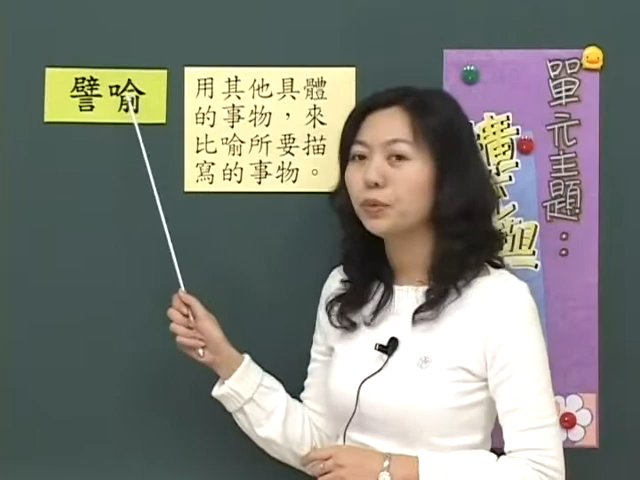 譬喻
用其他具體
的事物，來
比喻所要描
寫的事物。
單元主題：